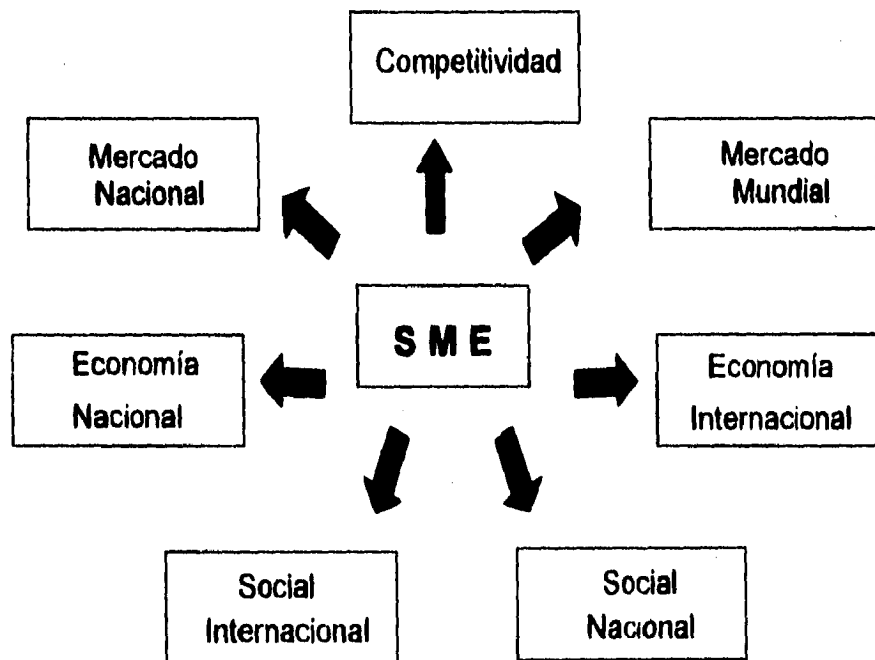 Competitividad
Mercado
Nacional
Mercado
Mundial
S M E
Economía
Nacional
Economía
Internacional
Social
Internacional
Social
Nacional